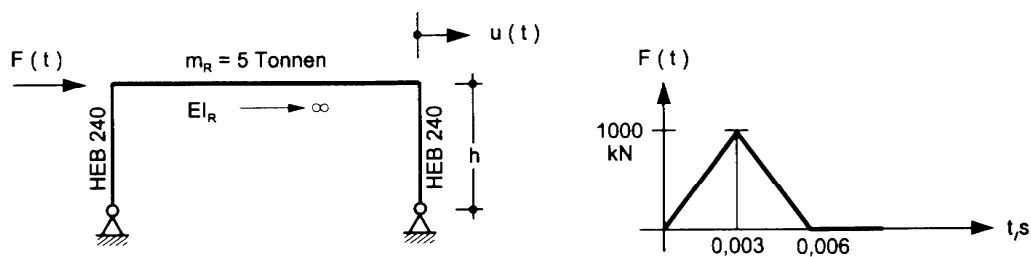 F ( t )
m_R = 5 Tonnen
u ( t )
EI_R → ∞
HEB 240
HEB 240
h
F ( t )
1000
kN
0,003
0,006
t,s